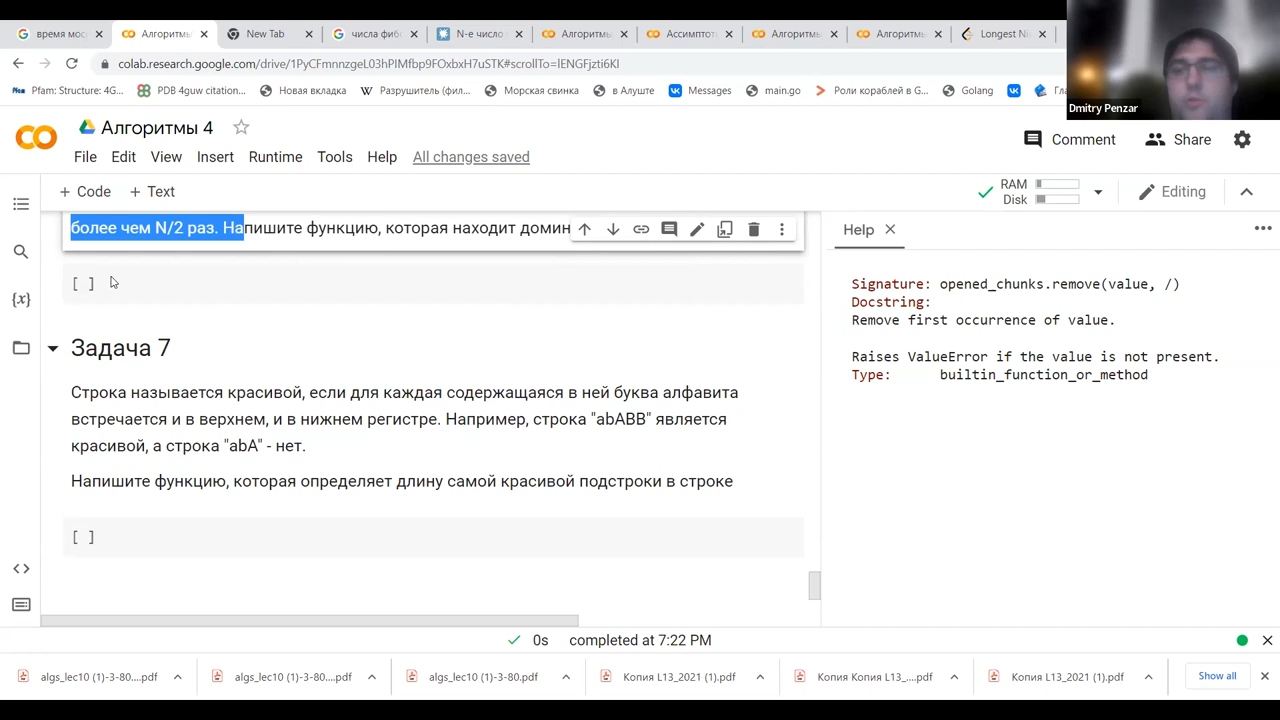 время мос
Алгоритмы
New Tab
числа фиб
N-е число
Алгоритм
Ассимптот
Алгоритм
Алгоритм
Longest Ni
colab.research.google.com/drive/1PyCFmnnzgeL03hPIMfbp9FOxbxH7uSTK#scrollTo=lENGFjzti6KI
Pfam: Structure: 4G...
PDB 4guw citation...
Новая вкладка
Разрушитель (фил...
Морская свинка
в Алуште
Messages
main.go
Роли кораблей в G...
Golang
Dmitry Penzar
CO
Алгоритмы 4
Comment
Share
File Edit View Insert Runtime Tools Help All changes saved
+ Code + Text
RAM
Disk
Editing
более чем N/2 раз. Напишите функцию, которая находит домин
[ ]
Задача 7
Строка называется красивой, если для каждая содержащаяся в ней буква алфавита
встречается и в верхнем, и в нижнем регистре. Например, строка "abABB" является
красивой, а строка "abA" - нет.
Напишите функцию, которая определяет длину самой красивой подстроки в строке
[ ]
Help
Signature: opened_chunks.remove(value, /)
Docstring:
Remove first occurrence of value.
Raises ValueError if the value is not present.
Type: builtin_function_or_method
0s completed at 7:22 PM
algs_lec10 (1)-3-80....pdf
algs_lec10 (1)-3-80....pdf
algs_lec10 (1)-3-80.pdf
Копия L13_2021 (1).pdf
Копия Копия L13_....pdf
Копия L13_2021 (1).pdf
Show all